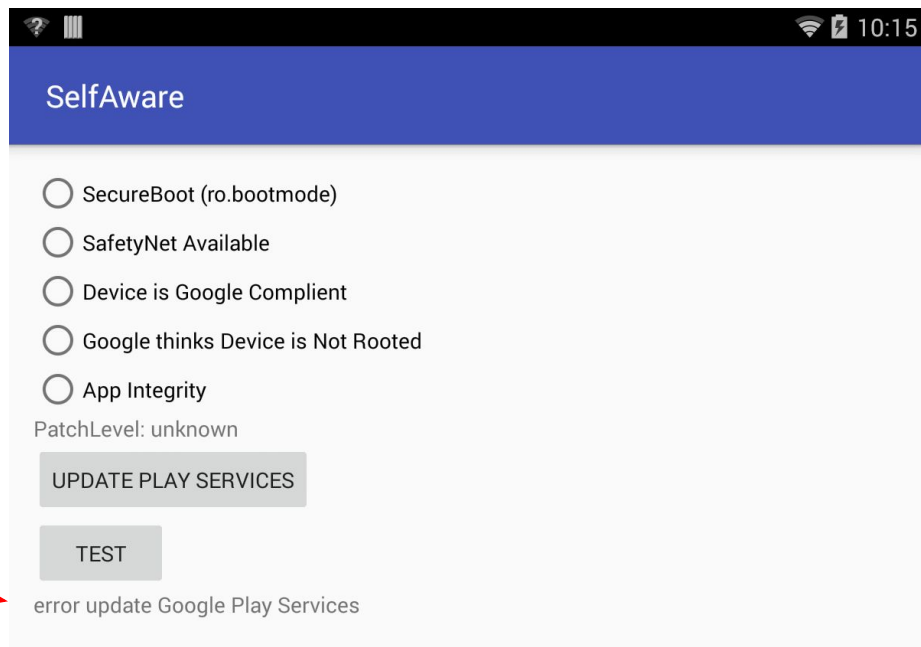 10:15
SelfAware
SecureBoot (ro.bootmode)
SafetyNet Available
Device is Google Complient
Google thinks Device is Not Rooted
App Integrity
PatchLevel: unknown
UPDATE PLAY SERVICES
TEST
error update Google Play Services